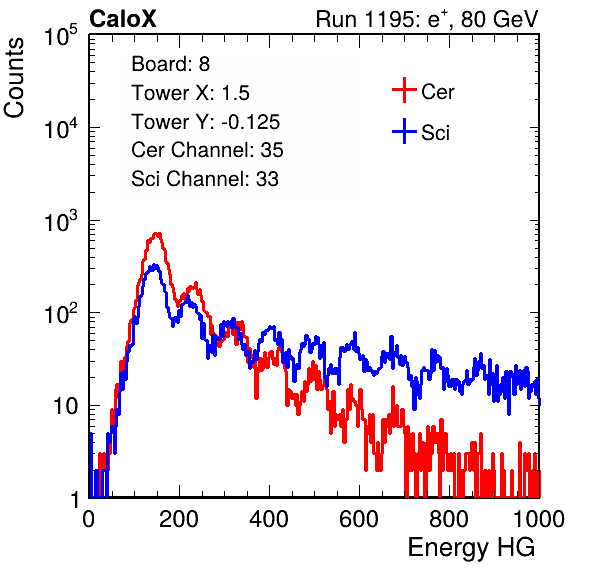 CaloX Run 1195: e⁺, 80 GeV
Counts
10⁵
10⁴
10³
10²
10
1
Board: 8
Tower X: 1.5
Tower Y: -0.125
Cer Channel: 35
Sci Channel: 33
Cer
Sci
0 200 400 600 800 1000
Energy HG